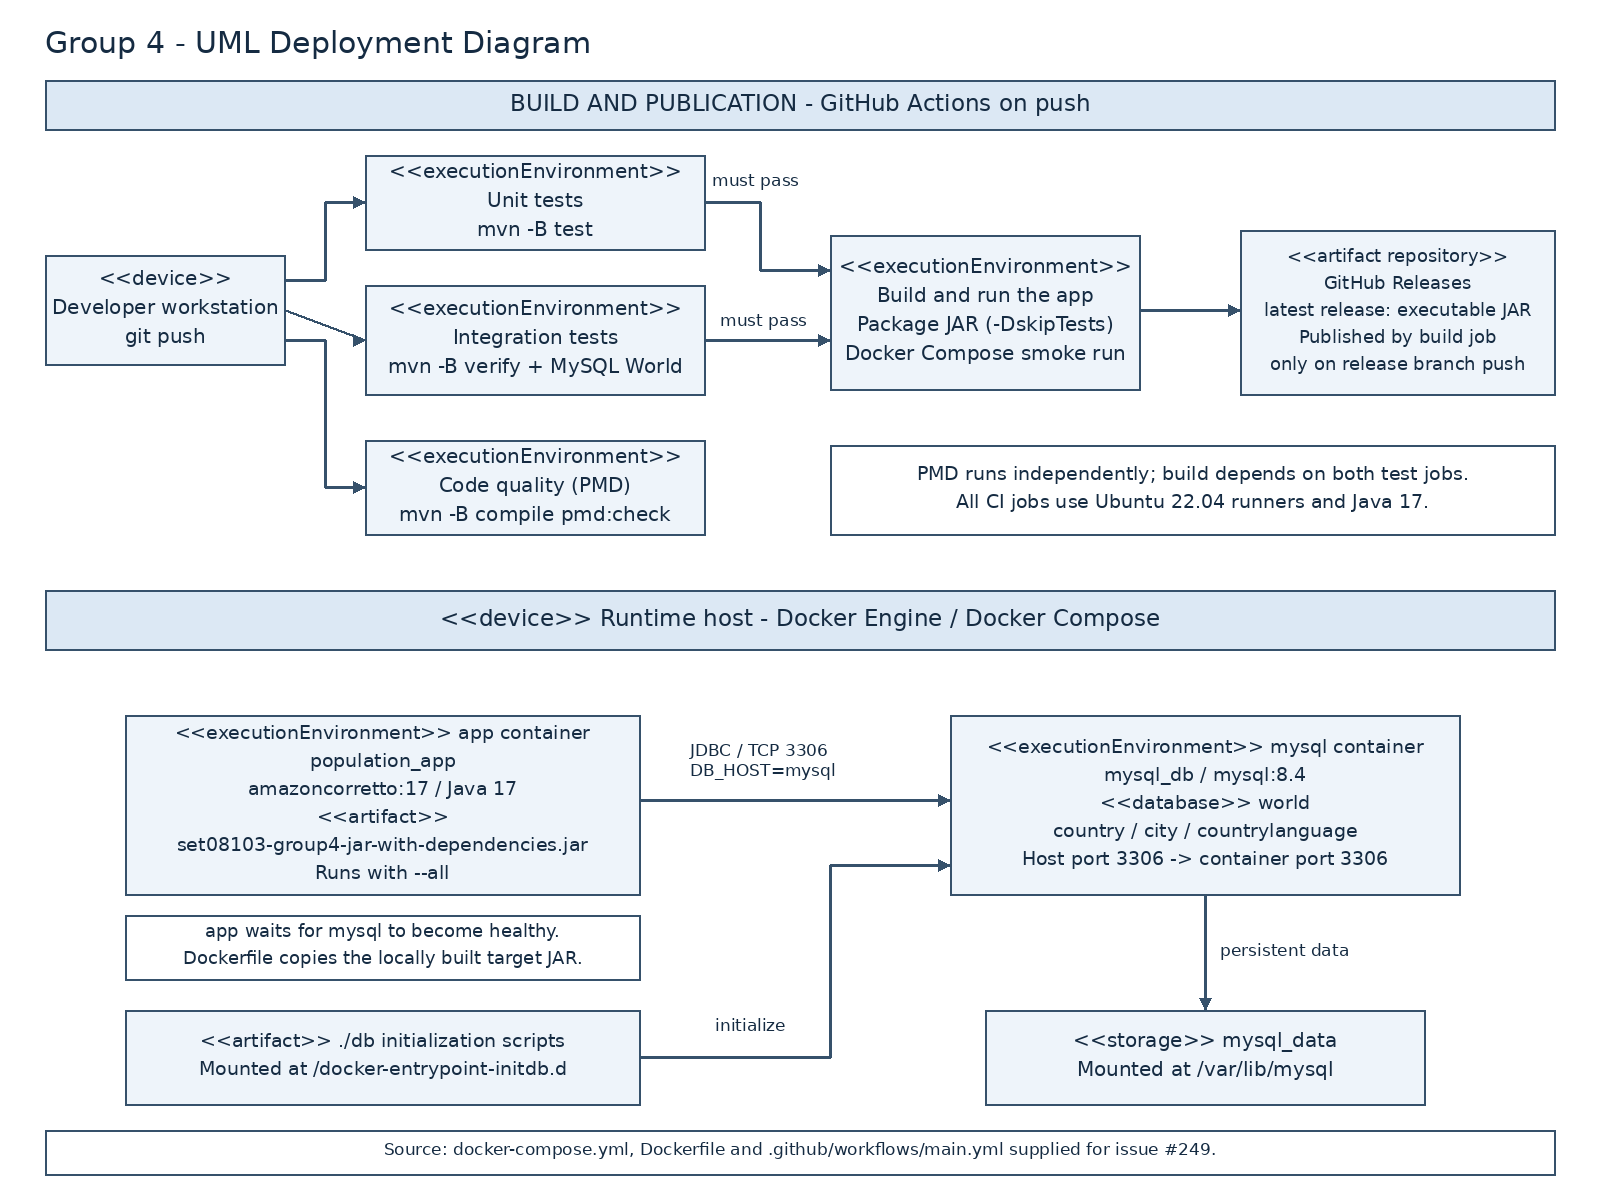 Group 4 - UML Deployment Diagram
BUILD AND PUBLICATION - GitHub Actions on push
<<device>>
Developer workstation
git push
<<executionEnvironment>>
Unit tests
mvn -B test
must pass
<<executionEnvironment>>
Integration tests
mvn -B verify + MySQL World
must pass
<<executionEnvironment>>
Code quality (PMD)
mvn -B compile pmd:check
<<executionEnvironment>>
Build and run the app
Package JAR (-DskipTests)
Docker Compose smoke run
<<artifact repository>>
GitHub Releases
latest release: executable JAR
Published by build job
only on release branch push
PMD runs independently; build depends on both test jobs.
All CI jobs use Ubuntu 22.04 runners and Java 17.
<<device>> Runtime host - Docker Engine / Docker Compose
<<executionEnvironment>> app container
population_app
amazoncorretto:17 / Java 17
<<artifact>>
set08103-group4-jar-with-dependencies.jar
Runs with --all
JDBC / TCP 3306
DB_HOST=mysql
<<executionEnvironment>> mysql container
mysql_db / mysql:8.4
<<database>> world
country / city / countrylanguage
Host port 3306 -> container port 3306
app waits for mysql to become healthy.
Dockerfile copies the locally built target JAR.
persistent data
<<artifact>> ./db initialization scripts
Mounted at /docker-entrypoint-initdb.d
initialize
<<storage>> mysql_data
Mounted at /var/lib/mysql
Source: docker-compose.yml, Dockerfile and .github/workflows/main.yml supplied for issue #249.